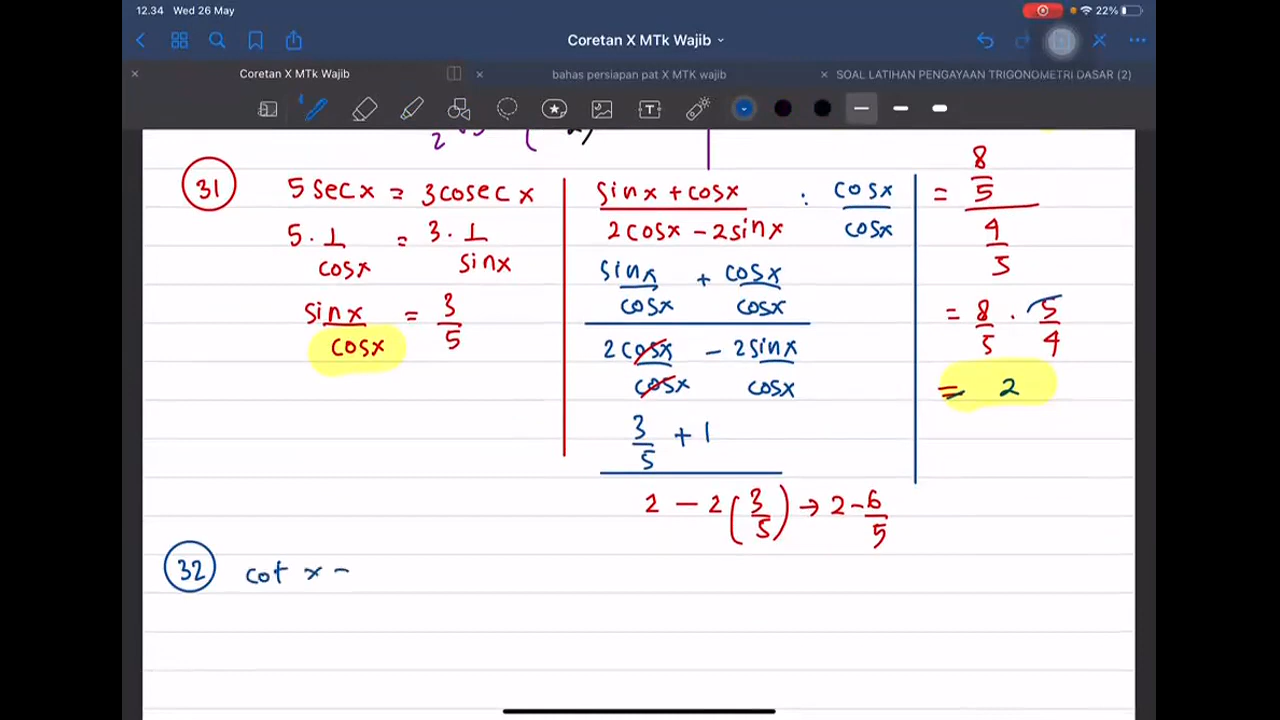 12.34 Wed 26 May
22%
Coretan X MTk Wajib
Coretan X MTk Wajib
bahas persiapan pat X MTK wajib
SOAL LATIHAN PENGAYAAN TRIGONOMETRI DASAR (2)
31
5 sec x = 3 cosec x
5 . 1/cos x = 3 . 1/sin x
sin x/cos x = 3/5
sin x + cos x / 2 cos x - 2 sin x : cos x/cos x
sin x/cos x + cos x/cos x
2 cos x/cos x - 2 sin x/cos x
3/5 + 1
2 - 2 (3/5) → 2 - 6/5
= 8/5 / 4/5
= 8/5 . 5/4
= 2
32
cot x -